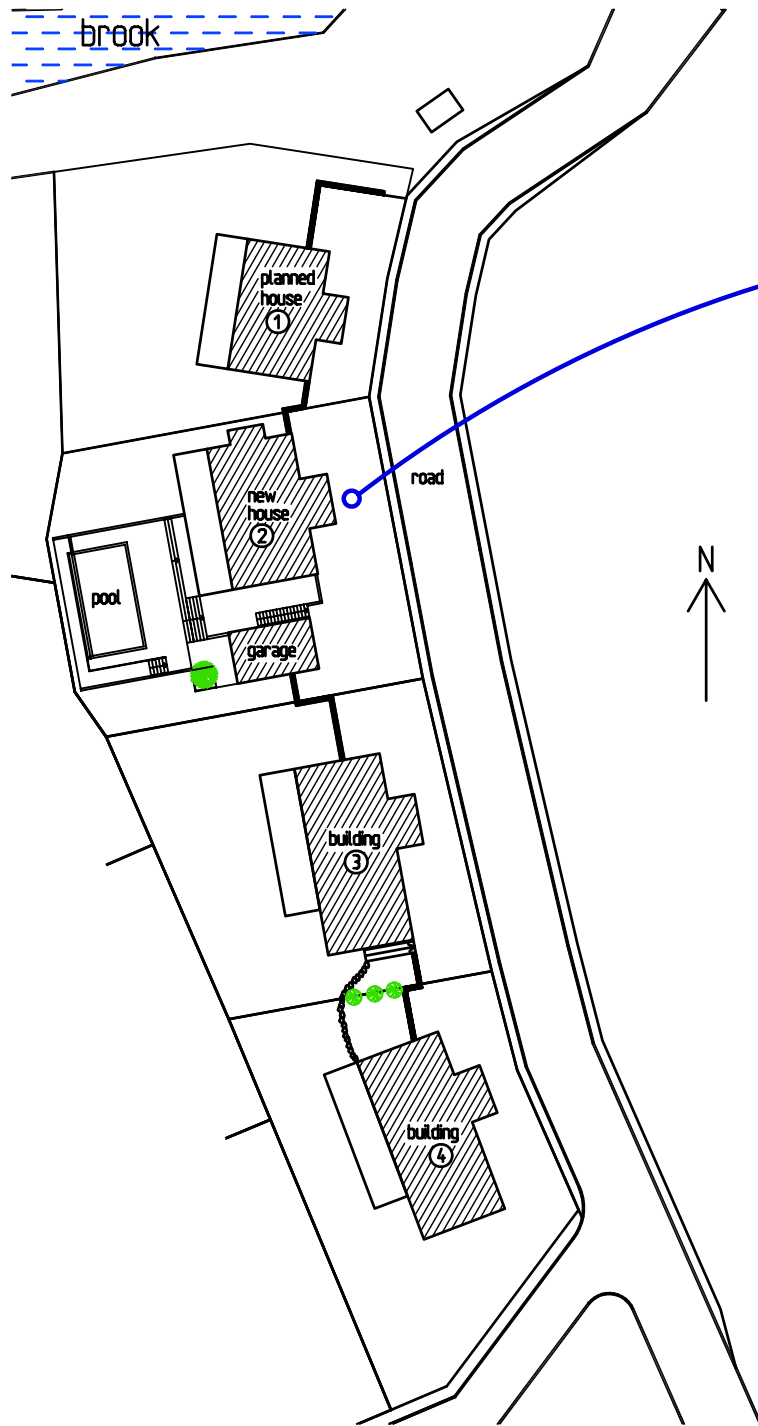 brook
planned
house
1
road
new
house
2
N
pool
garage
building
3
building
4